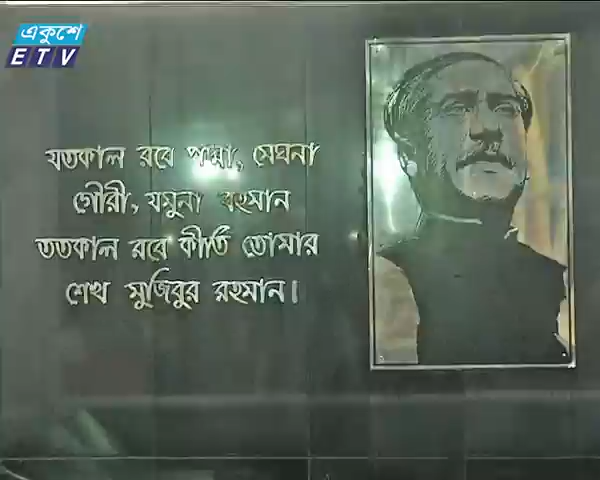 একুশে
ETV
যতকাল রবে পদ্মা, মেঘনা
গৌরী, যমুনা বহমান
ততকাল রবে কীর্তি তোমার
শেখ মুজিবুর রহমান।